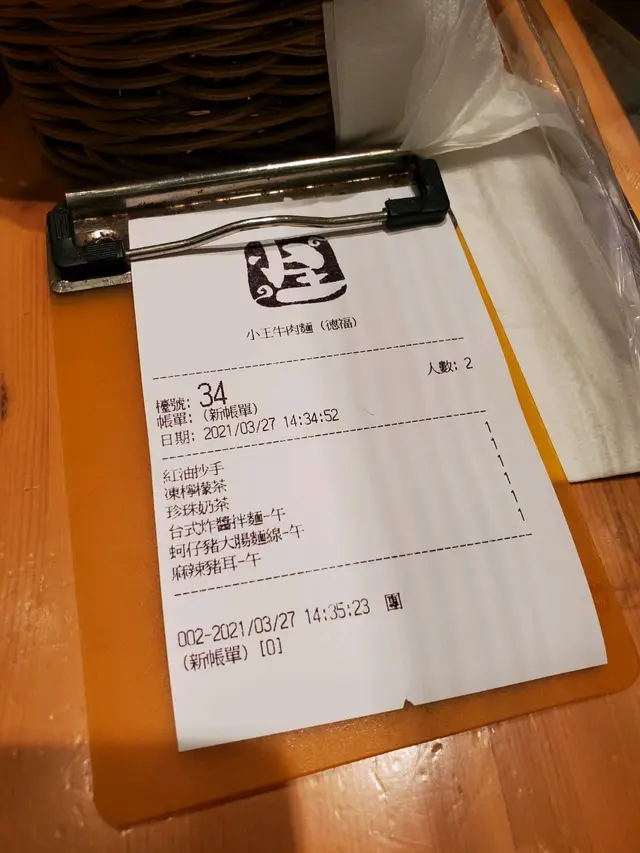 小王
小王牛肉麵 (德福)
檯號: 34 人數: 2
帳單: (新帳單)
日期: 2021/03/27 14:34:52
紅油抄手 1
凍檸檬茶 1
珍珠奶茶 1
台式炸醬拌麵-午 1
蚵仔豬大腸麵線-午 1
麻辣豬耳-午 1
002-2021/03/27 14:35:23
(新帳單) [0]